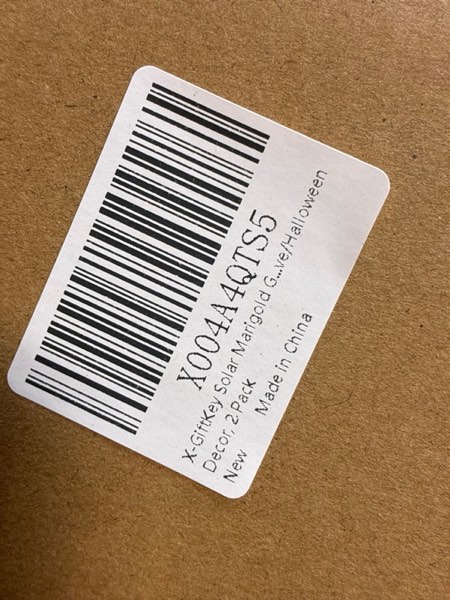 X004A4QTS5
X-GiftKey Solar Marigold G...ve/Halloween
Decor, 2 Pack
New Made in China